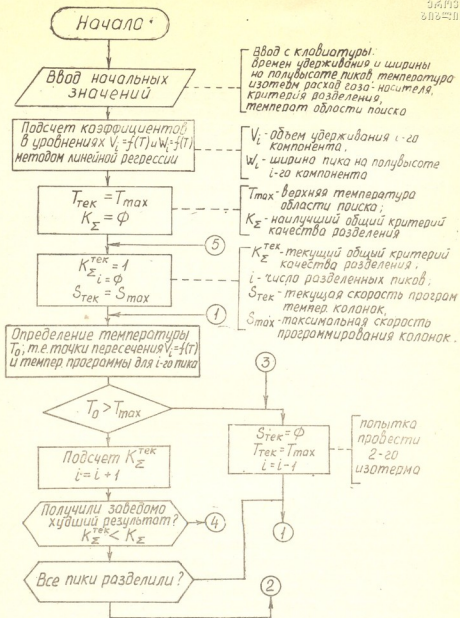 Начало
Ввод начальных
значений
Ввод с клавиатуры:
времен удерживания и ширины
на полувысоте пиков, температура
изотерм расход газа-носителя,
критерия разделения,
температ области поиска
Подсчет коэффициентов
в уравнениях Vi=f(T) и Wi=f(T)
методом линейной регрессии
Vi - объем удерживания i-го
компонента,
Wi - ширина пика на полувысоте
i-го компонента
Tтек = Tmax
KΣ = Ф
Tmax - верхняя температура
области поиска;
KΣ - наилучший общий критерий
качества разделения
5
KΣтек = 1
i = Ф
Sтек = Smax
KΣтек - текущий общий критерий
качества разделения,
i - число разделенных пиков;
Sтек - текущая скорость програм
темпер. колонак,
Smax - максимальная скорость
программирования колонок.
1
Определение температуры
To, т.е. точки пересечения Vi=f(T)
и темпер. программы для i-го пика
3
To > Tmax
Sтек = Ф
Tтек = Tmax
i = i-1
попытка
провести
2-го
изотерма
Подсчет KΣтек
i = i + 1
Получили заведомо
худший результат?
KΣтек < KΣ
4
1
Все пики разделили?
2